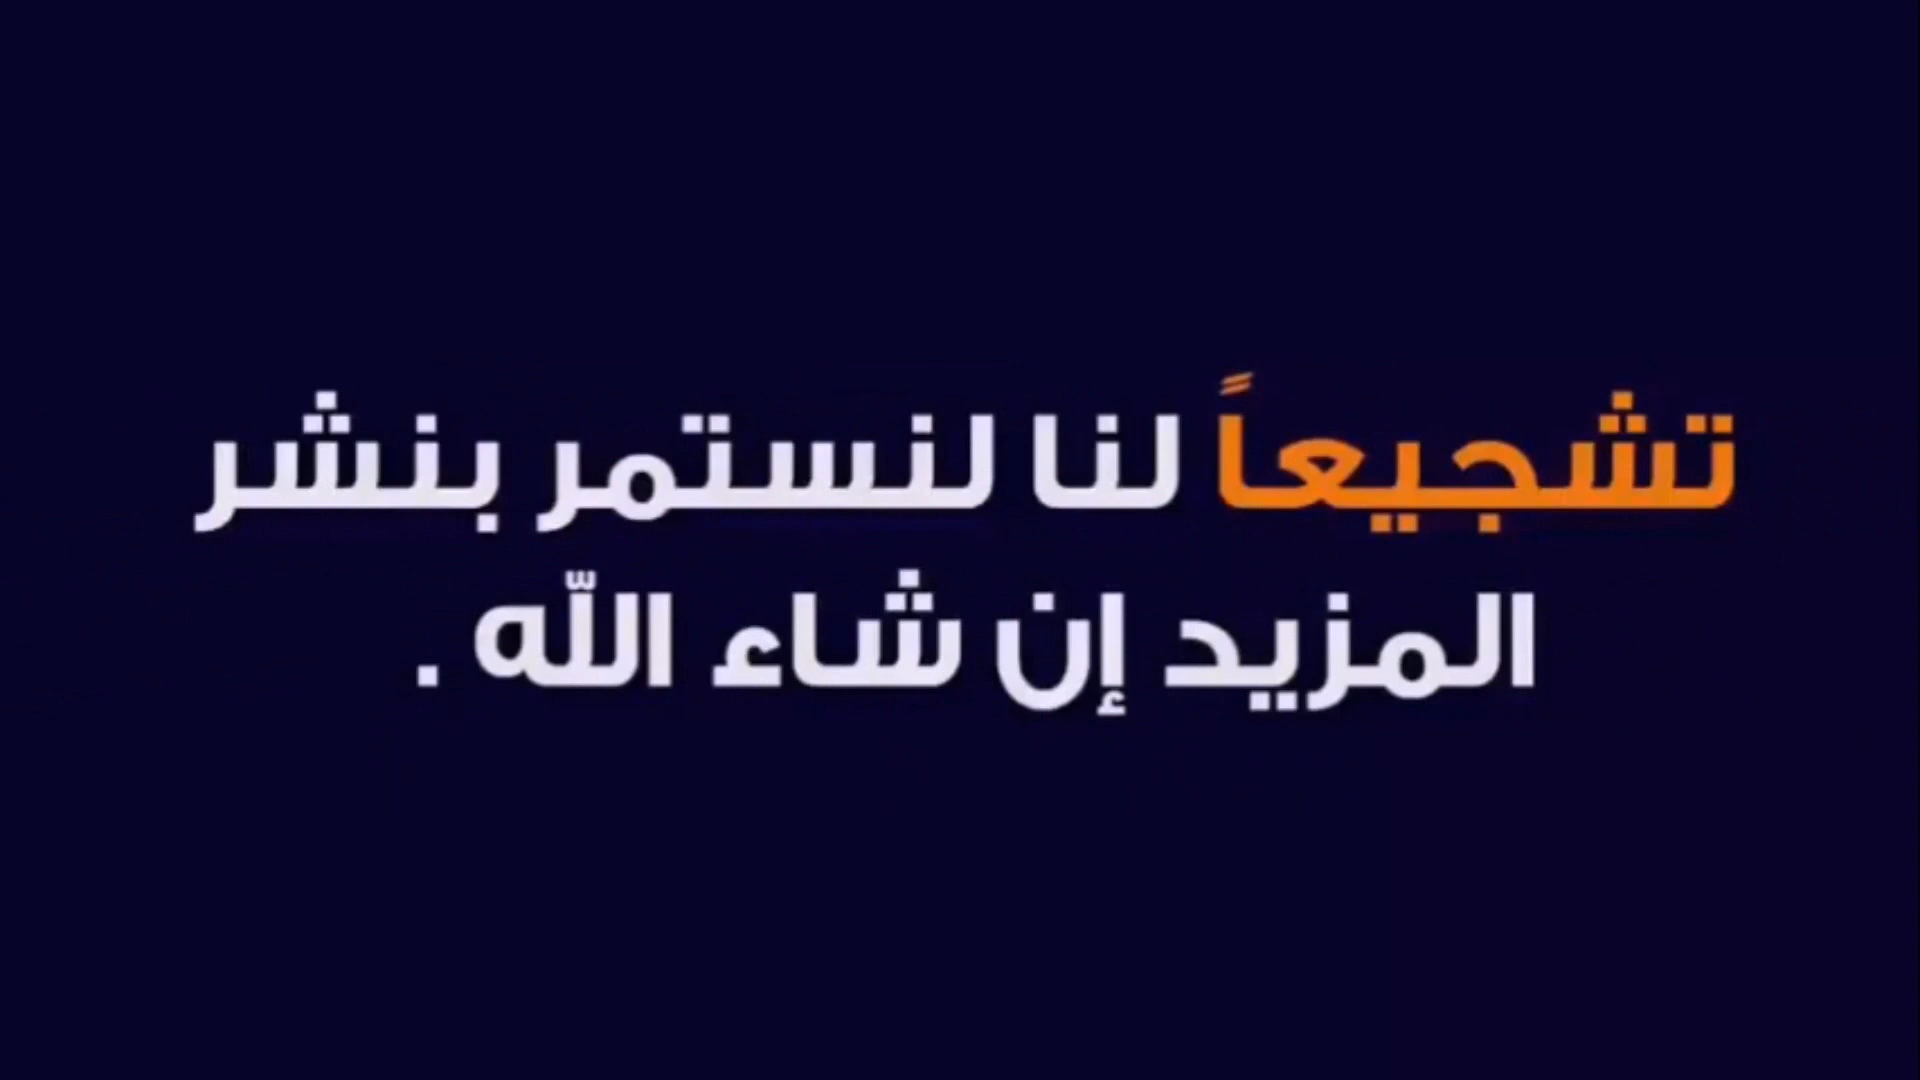 تشجيعاً لنا لنستمر بنشر
المزيد إن شاء اللّه .